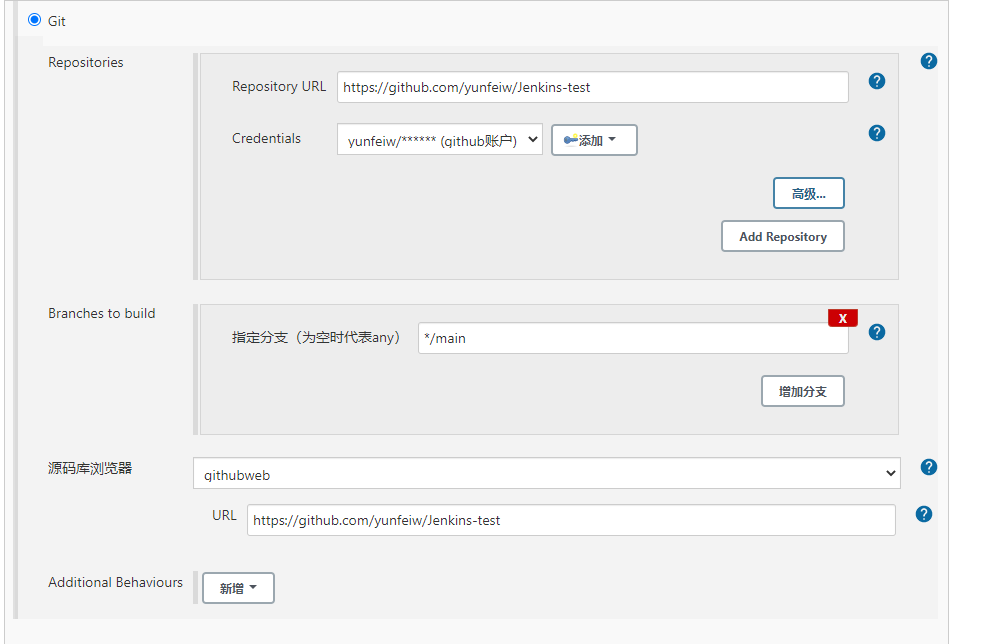 Git
Repositories
?
Repository URL
https://github.com/yunfeiw/Jenkins-test
?
Credentials
yunfeiw/****** (github账户)
添加
?
高级...
Add Repository
Branches to build
X
指定分支（为空时代表any）
*/main
?
增加分支
源码库浏览器
githubweb
?
URL
https://github.com/yunfeiw/Jenkins-test
?
Additional Behaviours
新增